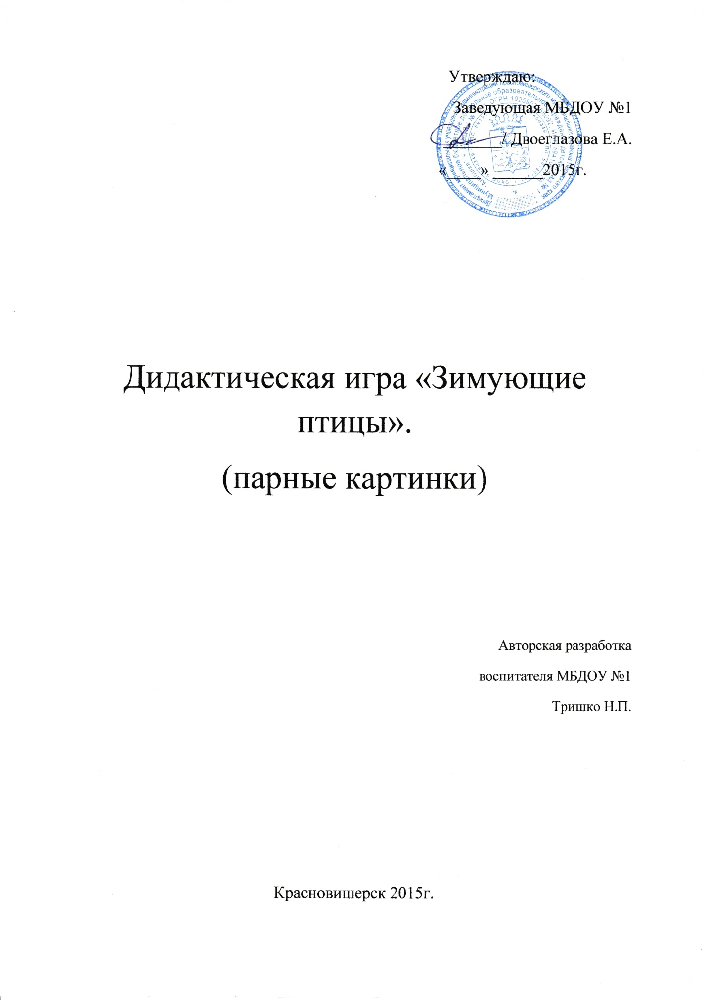 Утверждаю:
Заведующая МБДОУ №1
_______/ Двоеглазова Е.А.
«____» ______2015г.
Дидактическая игра «Зимующие
птицы».
(парные картинки)
Авторская разработка
воспитателя МБДОУ №1
Тришко Н.П.
Красновишерск 2015г.